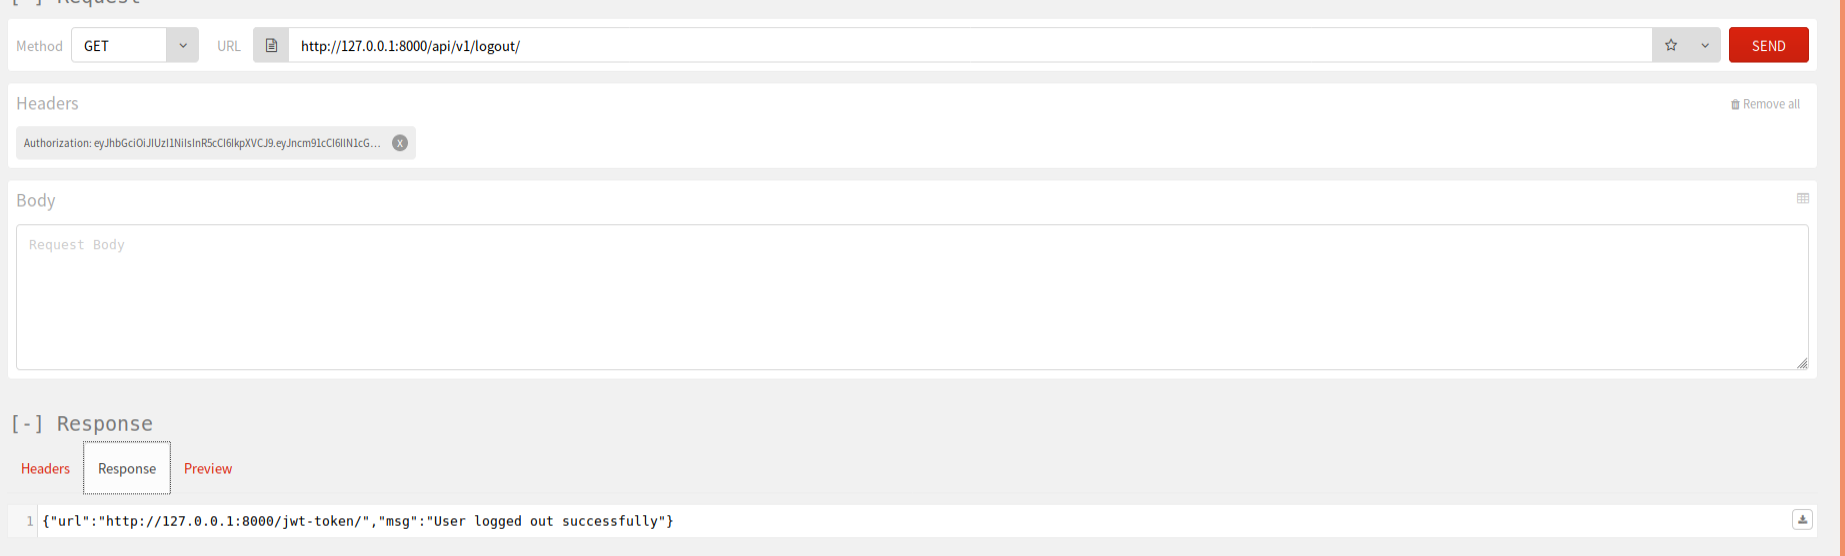 [-] Request
Method GET URL http://127.0.0.1:8000/api/v1/logout/ SEND
Headers Remove all
Authorization: eyJhbGciOiJIUzI1NiIsInR5cCI6IkpXVCJ9.eyJncm91cCI6IlN1cG... X
Body
Request Body
[-] Response
Headers Response Preview
1 {"url":"http://127.0.0.1:8000/jwt-token/","msg":"User logged out successfully"}